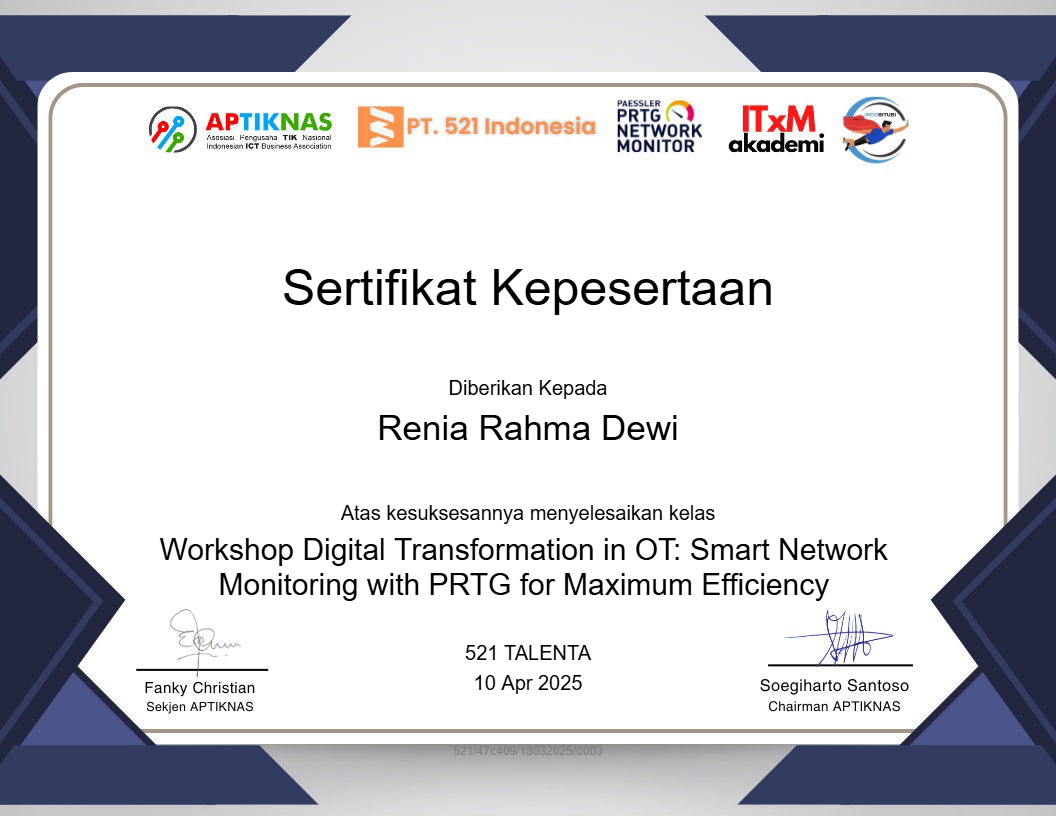 APTIKNAS
Asosiasi Pengusaha TIK Nasional
Indonesian ICT Business Association
PT. 521 Indonesia
PAESSLER
PRTG
NETWORK
MONITOR
ITxM
akademi
INDOBITUBI
Sertifikat Kepesertaan
Diberikan Kepada
Renia Rahma Dewi
Atas kesuksesannya menyelesaikan kelas
Workshop Digital Transformation in OT: Smart Network
Monitoring with PRTG for Maximum Efficiency
521 TALENTA
10 Apr 2025
Fanky Christian
Sekjen APTIKNAS
Soegiharto Santoso
Chairman APTIKNAS
521/47c409/18032025/0003